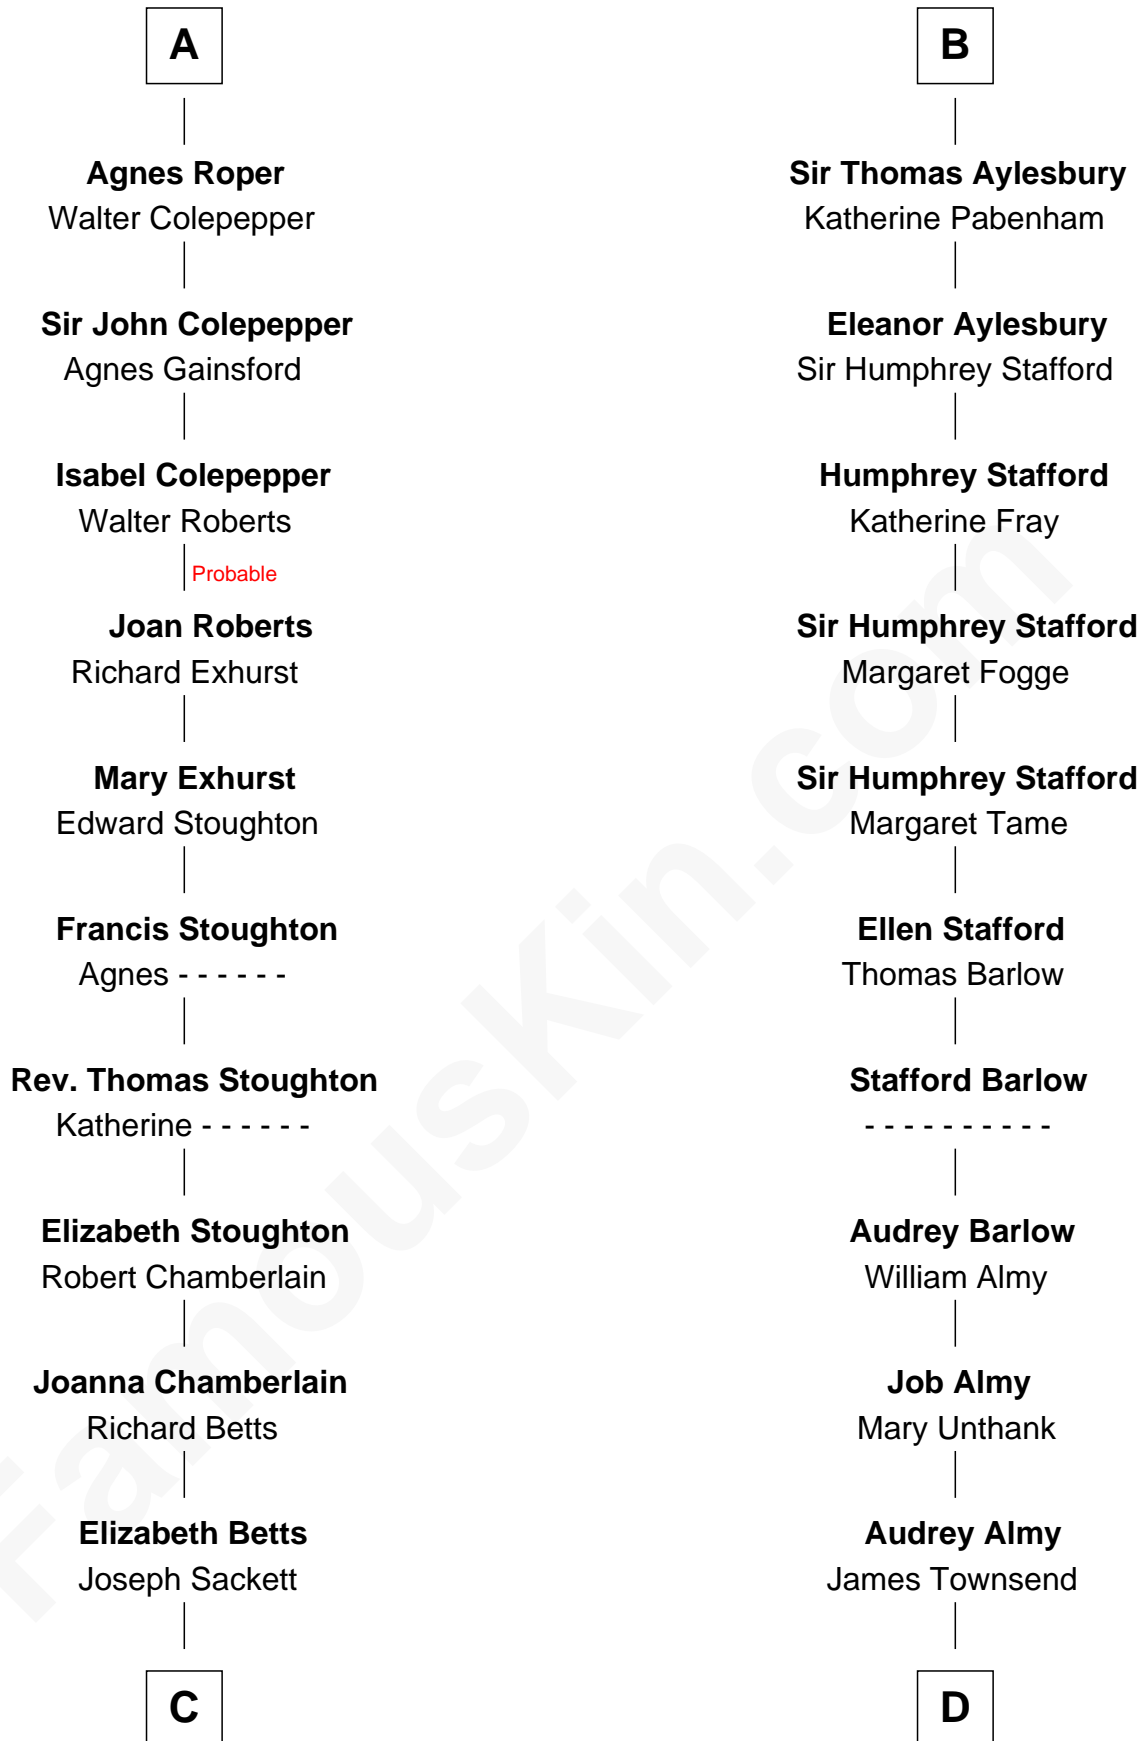 A
Agnes Roper
Walter Colepepper
Sir John Colepepper
Agnes Gainsford
Isabel Colepepper
Walter Roberts
Probable
Joan Roberts
Richard Exhurst
Mary Exhurst
Edward Stoughton
Francis Stoughton
Agnes - - - - - -
Rev. Thomas Stoughton
Katherine - - - - - -
Elizabeth Stoughton
Robert Chamberlain
Joanna Chamberlain
Richard Betts
Elizabeth Betts
Joseph Sackett
C
B
Sir Thomas Aylesbury
Katherine Pabenham
Eleanor Aylesbury
Sir Humphrey Stafford
Humphrey Stafford
Katherine Fray
Sir Humphrey Stafford
Margaret Fogge
Sir Humphrey Stafford
Margaret Tame
Ellen Stafford
Thomas Barlow
Stafford Barlow
- - - - - - - - - -
Audrey Barlow
William Almy
Job Almy
Mary Unthank
Audrey Almy
James Townsend
D
FamousKin.com